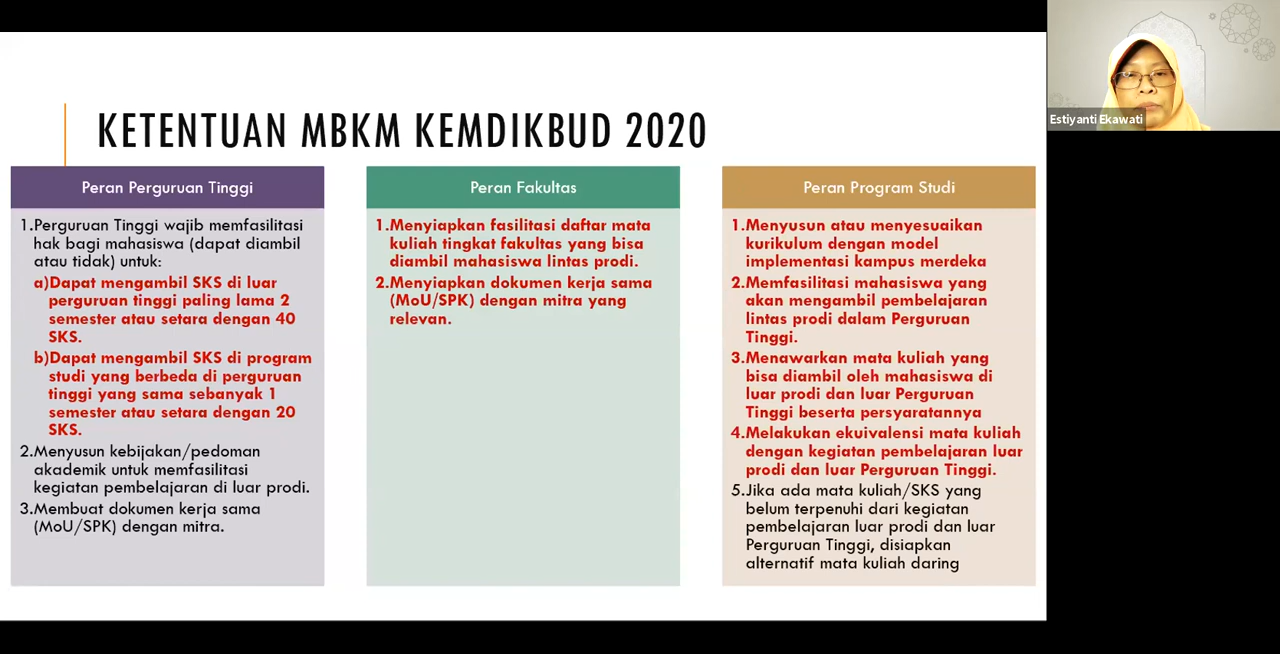 KETENTUAN MBKM KEMDIKBUD 2020
Peran Perguruan Tinggi
1.Perguruan Tinggi wajib memfasilitasi
hak bagi mahasiswa (dapat diambil
atau tidak) untuk:
a)Dapat mengambil SKS di luar
perguruan tinggi paling lama 2
semester atau setara dengan 40
SKS.
b)Dapat mengambil SKS di program
studi yang berbeda di perguruan
tinggi yang sama sebanyak 1
semester atau setara dengan 20
SKS.
2.Menyusun kebijakan/pedoman
akademik untuk memfasilitasi
kegiatan pembelajaran di luar prodi.
3.Membuat dokumen kerja sama
(MoU/SPK) dengan mitra.
Peran Fakultas
1.Menyiapkan fasilitasi daftar mata
kuliah tingkat fakultas yang bisa
diambil mahasiswa lintas prodi.
2.Menyiapkan dokumen kerja sama
(MoU/SPK) dengan mitra yang
relevan.
Peran Program Studi
1.Menyusun atau menyesuaikan
kurikulum dengan model
implementasi kampus merdeka
2.Memfasilitasi mahasiswa yang
akan mengambil pembelajaran
lintas prodi dalam Perguruan
Tinggi.
3.Menawarkan mata kuliah yang
bisa diambil oleh mahasiswa di
luar prodi dan luar Perguruan
Tinggi beserta persyaratannya
4.Melakukan ekuivalensi mata kuliah
dengan kegiatan pembelajaran luar
prodi dan luar Perguruan Tinggi.
5.Jika ada mata kuliah/SKS yang
belum terpenuhi dari kegiatan
pembelajaran luar prodi dan luar
Perguruan Tinggi, disiapkan
alternatif mata kuliah daring
Estiyanti Ekawati